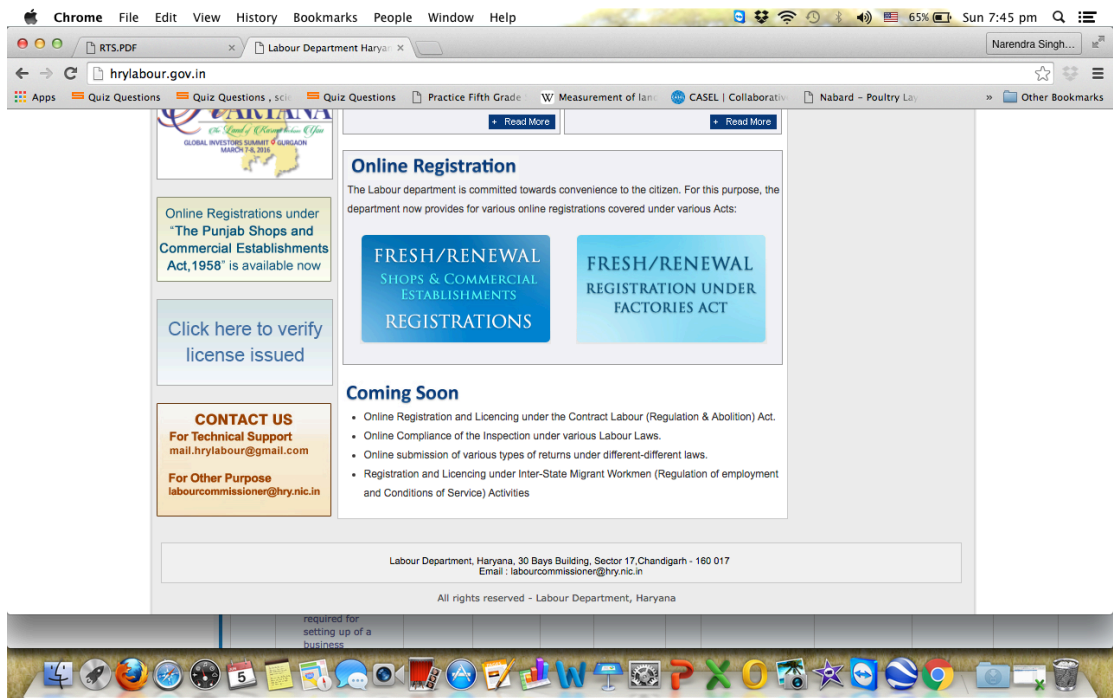 Chrome File Edit View History Bookmarks People Window Help 65% Sun 7:45 pm
RTS.PDF × Labour Department Harya × Narendra Singh...
hrylabour.gov.in
Apps Quiz Questions Quiz Questions , scie Quiz Questions Practice Fifth Grade W Measurement of land CASEL | Collaborativ Nabard – Poultry Lay » Other Bookmarks
GLOBAL INVESTORS SUMMIT GURGAON
MARCH 7-8, 2016
+ Read More + Read More
Online Registrations under
“The Punjab Shops and
Commercial Establishments
Act,1958” is available now
Click here to verify
license issued
CONTACT US
For Technical Support
mail.hrylabour@gmail.com
For Other Purpose
labourcommissioner@hry.nic.in
Online Registration
The Labour department is committed towards convenience to the citizen. For this purpose, the
department now provides for various online registrations covered under various Acts:
FRESH/RENEWAL
SHOPS & COMMERCIAL
ESTABLISHMENTS
REGISTRATIONS
FRESH/RENEWAL
REGISTRATION UNDER
FACTORIES ACT
Coming Soon
• Online Registration and Licencing under the Contract Labour (Regulation & Abolition) Act.
• Online Compliance of the Inspection under various Labour Laws.
• Online submission of various types of returns under different-different laws.
• Registration and Licencing under Inter-State Migrant Workmen (Regulation of employment
and Conditions of Service) Activities
Labour Department, Haryana, 30 Bays Building, Sector 17,Chandigarh - 160 017
Email : labourcommissioner@hry.nic.in
All rights reserved - Labour Department, Haryana
required for
setting up of a
business
5